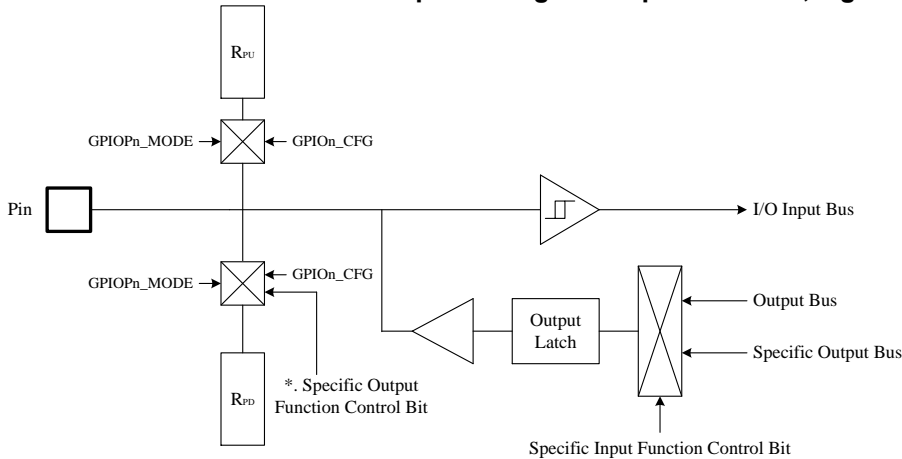 RPU
GPIOPn_MODE
GPIOn_CFG
Pin
I/O Input Bus
GPIOPn_MODE
GPIOn_CFG
Output Bus
Output
Latch
Specific Output Bus
RPD
*. Specific Output
Function Control Bit
Specific Input Function Control Bit